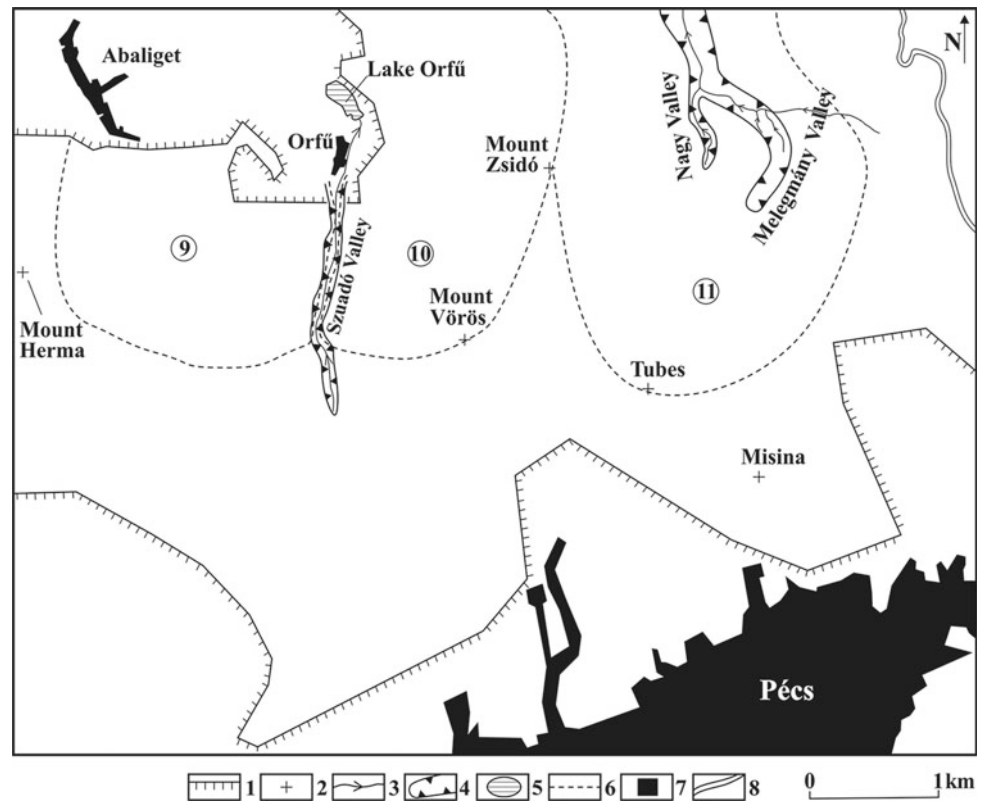 N
Abaliget
Lake Orfű
Orfű
Mount
Zsidó
Nagy Valley
Melegmány Valley
9
10
Szuadó Valley
11
Mount
Herma
Mount
Vörös
Tubes
Misina
Pécs
1
2
3
4
5
6
7
8
0
1 km